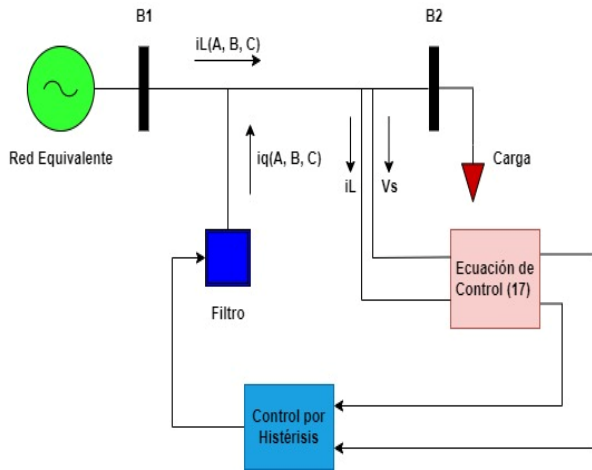 B1
B2
iL(A, B, C)
Red Equivalente
iq(A, B, C)
iL
Vs
Carga
Ecuación de
Control (17)
Filtro
Control por
Histérisis